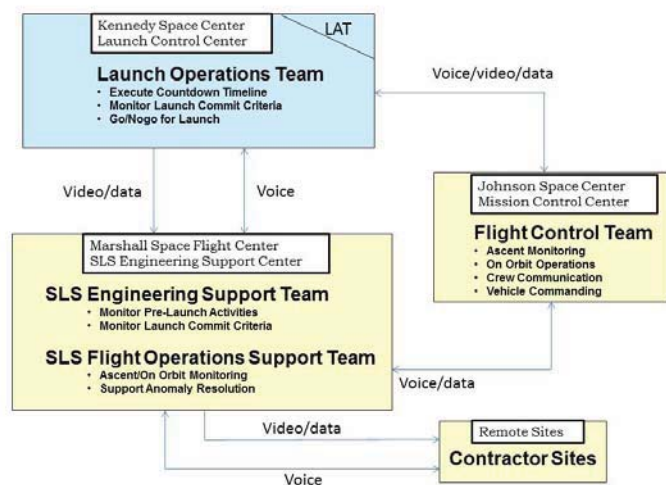 Kennedy Space Center
Launch Control Center
LAT
Launch Operations Team
• Execute Countdown Timeline
• Monitor Launch Commit Criteria
• Go/Nogo for Launch
Voice/video/data
Video/data
Voice
Johnson Space Center
Mission Control Center
Flight Control Team
• Ascent Monitoring
• On Orbit Operations
• Crew Communication
• Vehicle Commanding
Marshall Space Flight Center
SLS Engineering Support Center
SLS Engineering Support Team
• Monitor Pre-Launch Activities
• Monitor Launch Commit Criteria
SLS Flight Operations Support Team
• Ascent/On Orbit Monitoring
• Support Anomaly Resolution
Voice/data
Video/data
Remote Sites
Contractor Sites
Voice